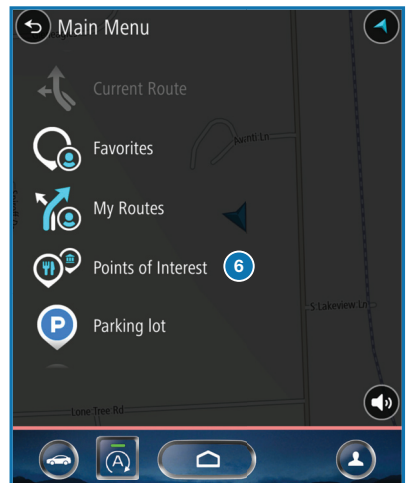 Main Menu
Current Route
Favorites
Avanti Ln
My Routes
Points of Interest 6
S Lakeview Ln
P Parking lot
Lone Tree Rd
A